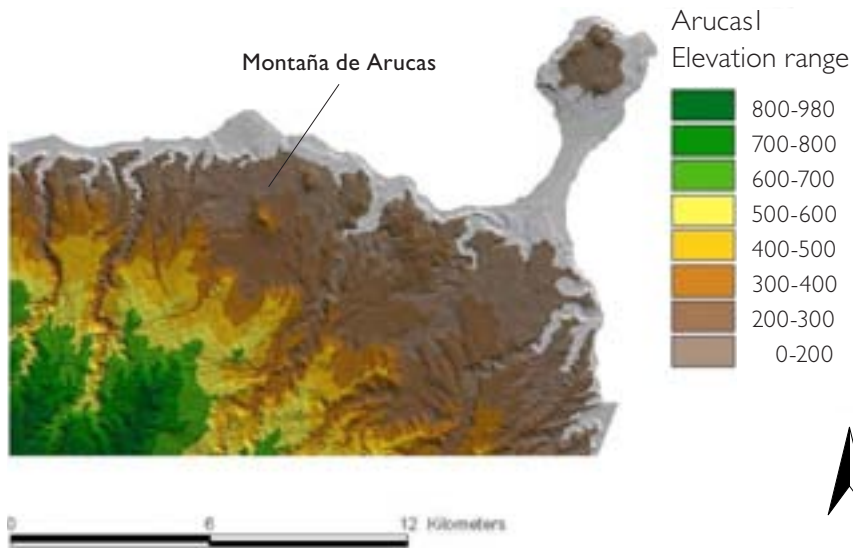 Montaña de Arucas
Arucas1
Elevation range
800-980
700-800
600-700
500-600
400-500
300-400
200-300
0-200
0 6 12 Kilometers